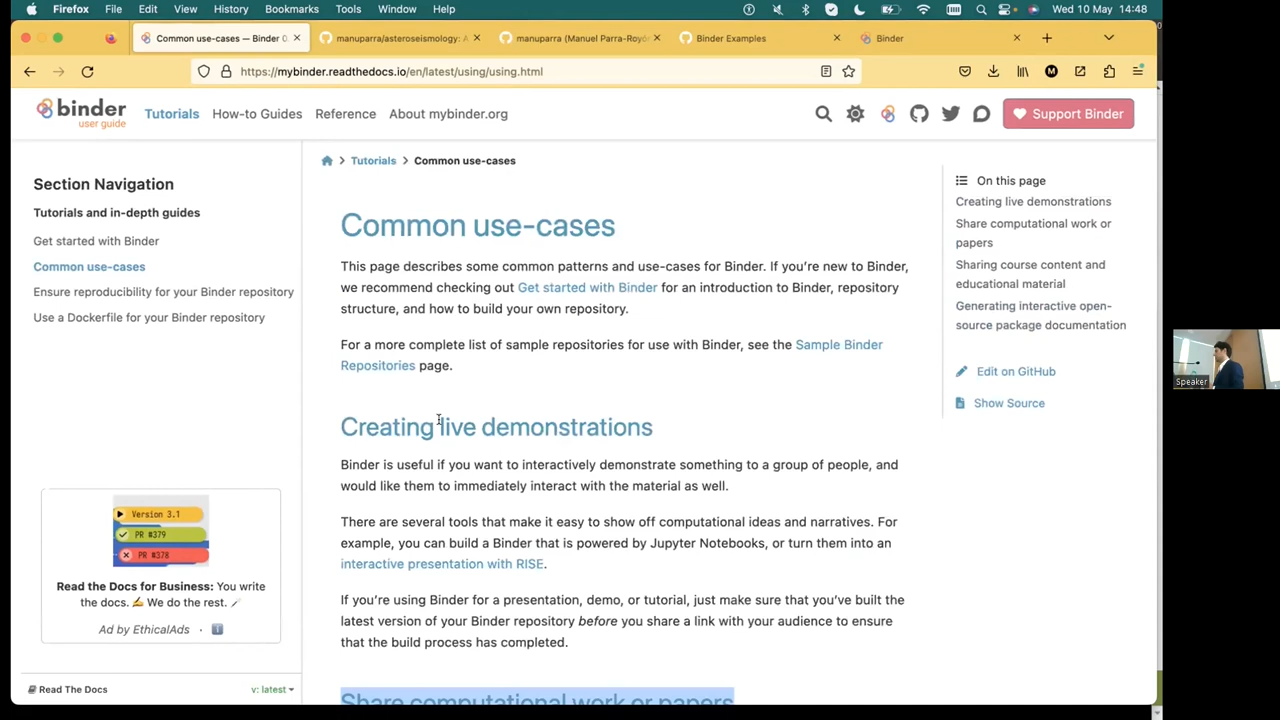 Firefox File Edit View History Bookmarks Tools Window Help Wed 10 May 14:48
Common use-cases — Binder 0. manuparra/asteroseismology: A manuparra (Manuel Parra-Royón) Binder Examples Binder
https://mybinder.readthedocs.io/en/latest/using/using.html
binder
user guide
Tutorials How-to Guides Reference About mybinder.org Support Binder
Section Navigation
Tutorials and in-depth guides
Get started with Binder
Common use-cases
Ensure reproducibility for your Binder repository
Use a Dockerfile for your Binder repository
Version 3.1
PR #379
PR #378
Read the Docs for Business: You write
the docs. ✍️ We do the rest. 🪄
Ad by EthicalAds ·
Read The Docs v: latest
Tutorials Common use-cases
Common use-cases
This page describes some common patterns and use-cases for Binder. If you're new to Binder,
we recommend checking out Get started with Binder for an introduction to Binder, repository
structure, and how to build your own repository.
For a more complete list of sample repositories for use with Binder, see the Sample Binder
Repositories page.
Creating live demonstrations
Binder is useful if you want to interactively demonstrate something to a group of people, and
would like them to immediately interact with the material as well.
There are several tools that make it easy to show off computational ideas and narratives. For
example, you can build a Binder that is powered by Jupyter Notebooks, or turn them into an
interactive presentation with RISE.
If you're using Binder for a presentation, demo, or tutorial, just make sure that you've built the
latest version of your Binder repository before you share a link with your audience to ensure
that the build process has completed.
Share computational work or papers
On this page
Creating live demonstrations
Share computational work or
papers
Sharing course content and
educational material
Generating interactive open-
source package documentation
Edit on GitHub
Show Source
Speaker